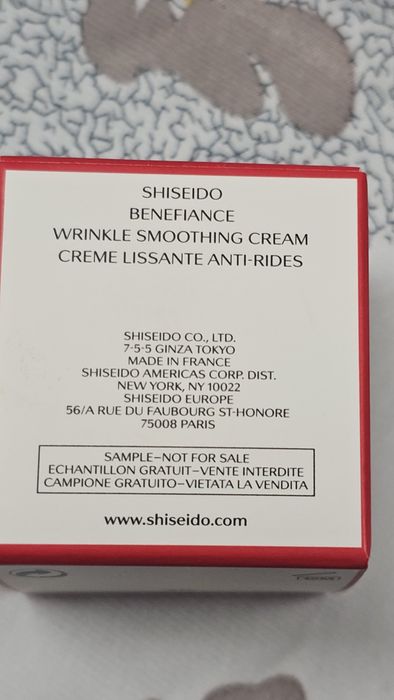 SHISEIDO
BENEFIANCE
WRINKLE SMOOTHING CREAM
CREME LISSANTE ANTI-RIDES
SHISEIDO CO., LTD.
7-5-5 GINZA TOKYO
MADE IN FRANCE
SHISEIDO AMERICAS CORP. DIST.
NEW YORK, NY 10022
SHISEIDO EUROPE
56/A RUE DU FAUBOURG ST-HONORE
75008 PARIS
SAMPLE–NOT FOR SALE
ECHANTILLON GRATUIT–VENTE INTERDITE
CAMPIONE GRATUITO–VIETATA LA VENDITA
www.shiseido.com